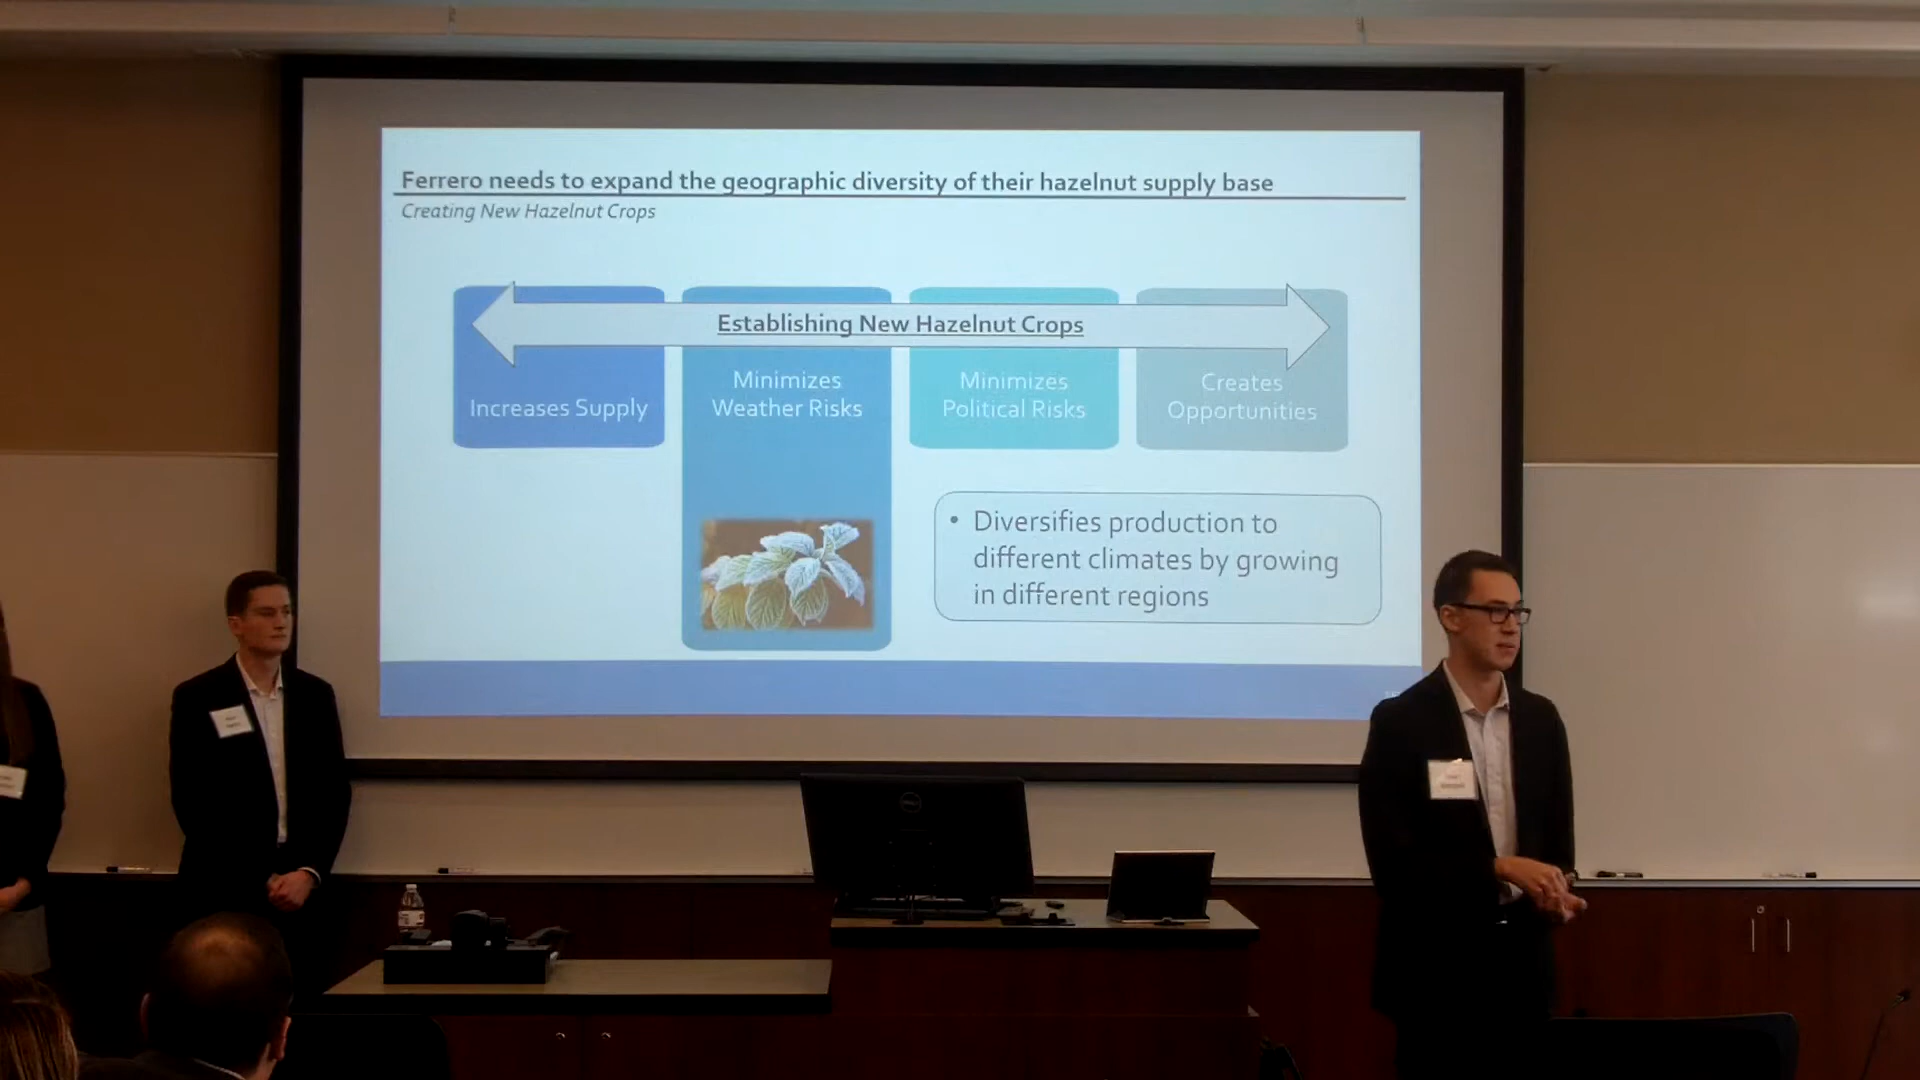 Ferrero needs to expand the geographic diversity of their hazelnut supply base
Creating New Hazelnut Crops
Establishing New Hazelnut Crops
Increases Supply
Minimizes
Weather Risks
Minimizes
Political Risks
Creates
Opportunities
• Diversifies production to
different climates by growing
in different regions
DELL